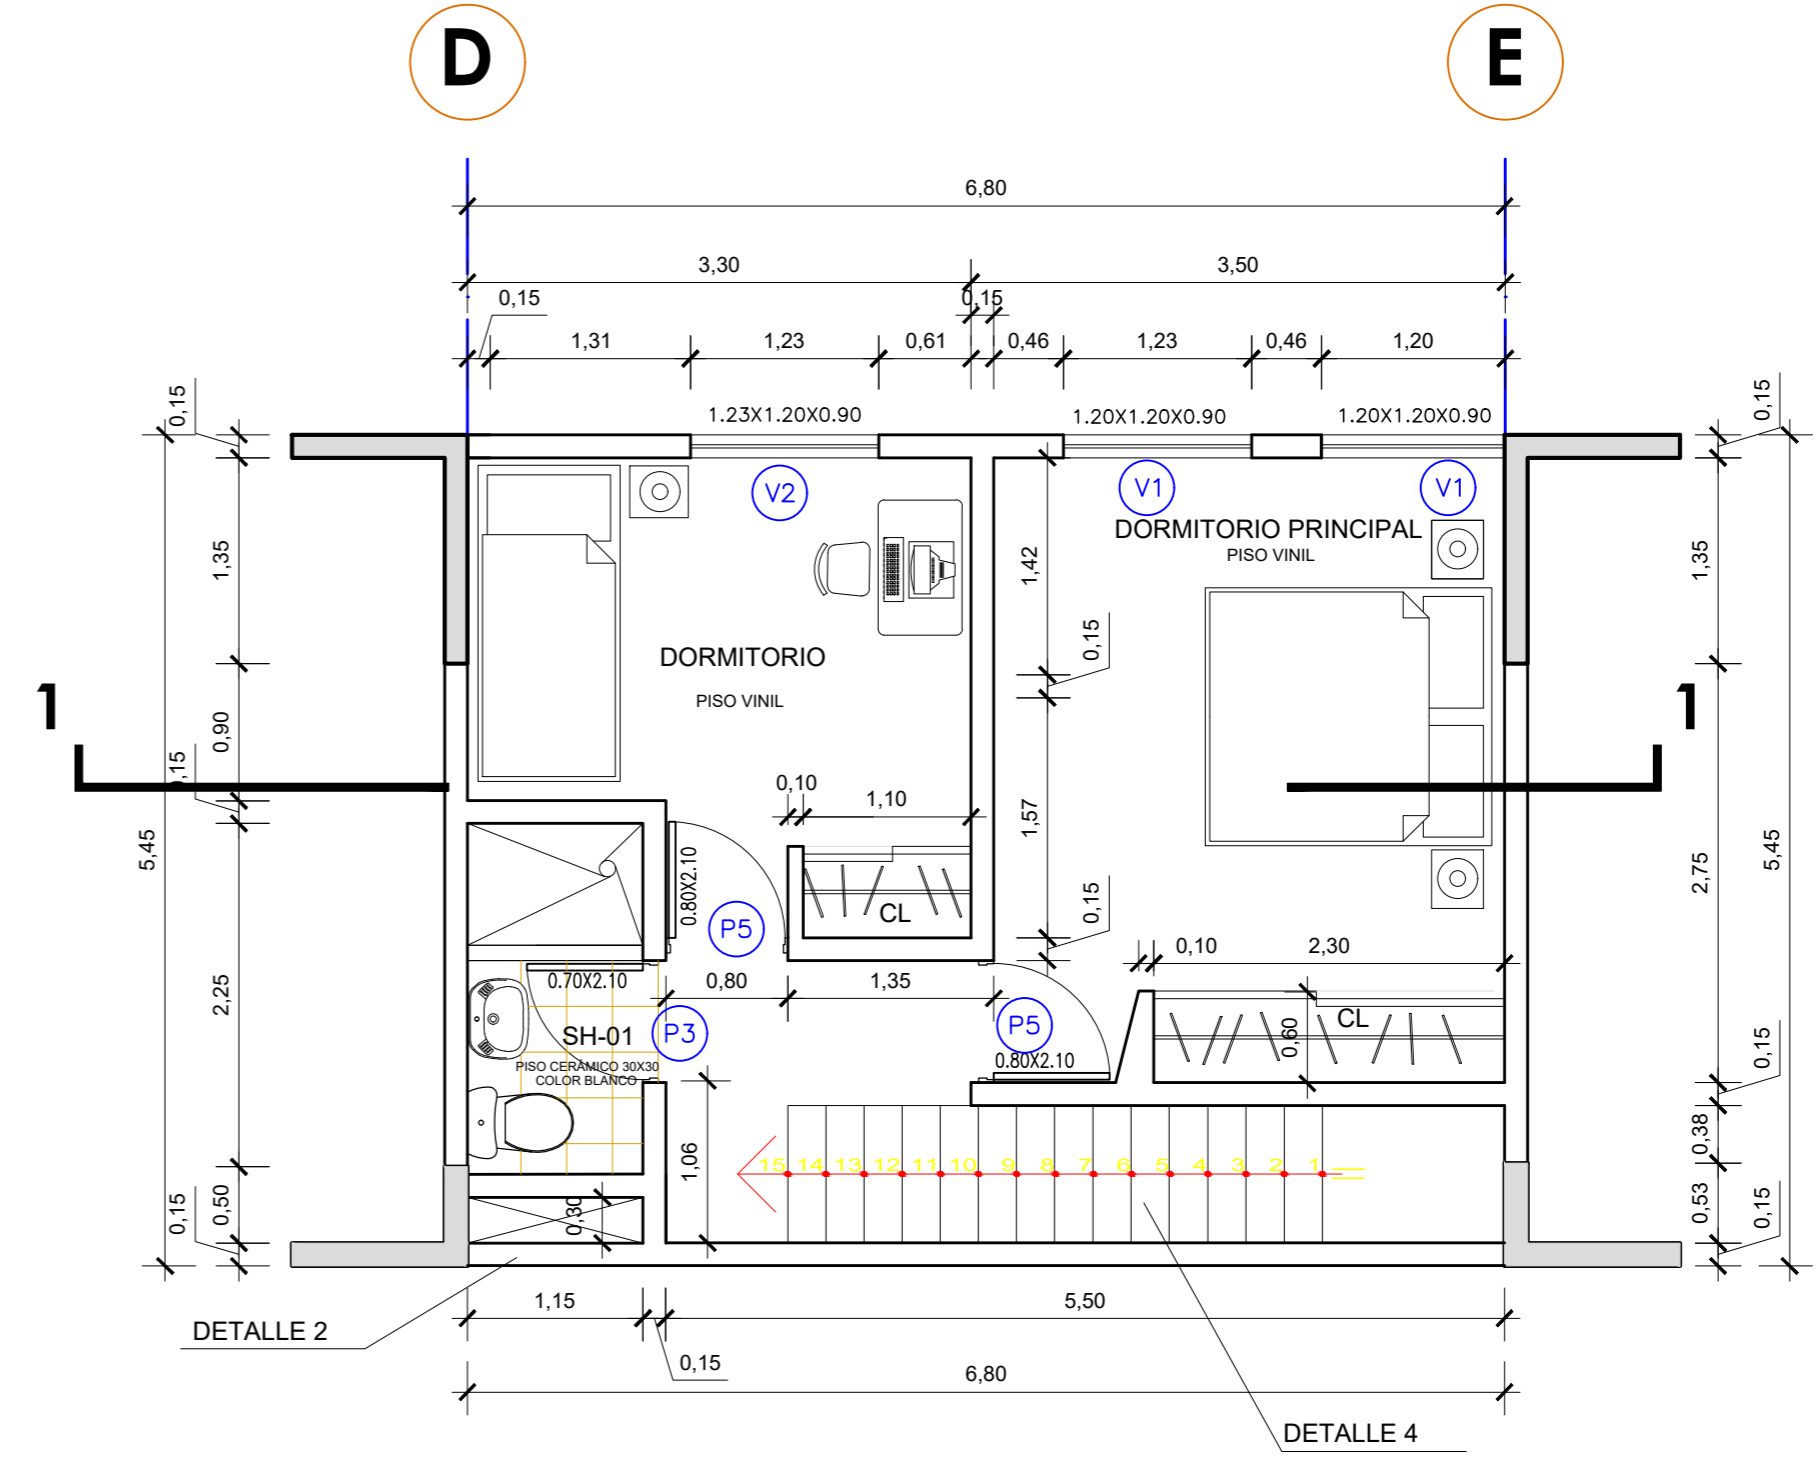 D
E
6,80
3,30
3,50
0,15
0,15
1,31
1,23
0,61
0,46
1,23
0,46
1,20
0,15
0,15
1.23X1.20X0.90
1.20X1.20X0.90
1.20X1.20X0.90
V2
V1
V1
DORMITORIO PRINCIPAL
PISO VINIL
1,35
1,42
1,35
0,15
DORMITORIO
PISO VINIL
1
1
0,90
0,15
0,10
1,10
1,57
5,45
2,75
5,45
0.80X2.10
CL
P5
0,15
0,10
2,30
0.70X2.10
0,80
1,35
2,25
SH-01
P3
P5
CL
0,60
0.80X2.10
PISO CERÁMICO 30X30
COLOR BLANCO
0,15
0,38
1,06
15 14 13 12 11 10 9 8 7 6 5 4 3 2 1
0,15
0,50
0,30
0,53
0,15
1,15
5,50
DETALLE 2
0,15
6,80
DETALLE 4